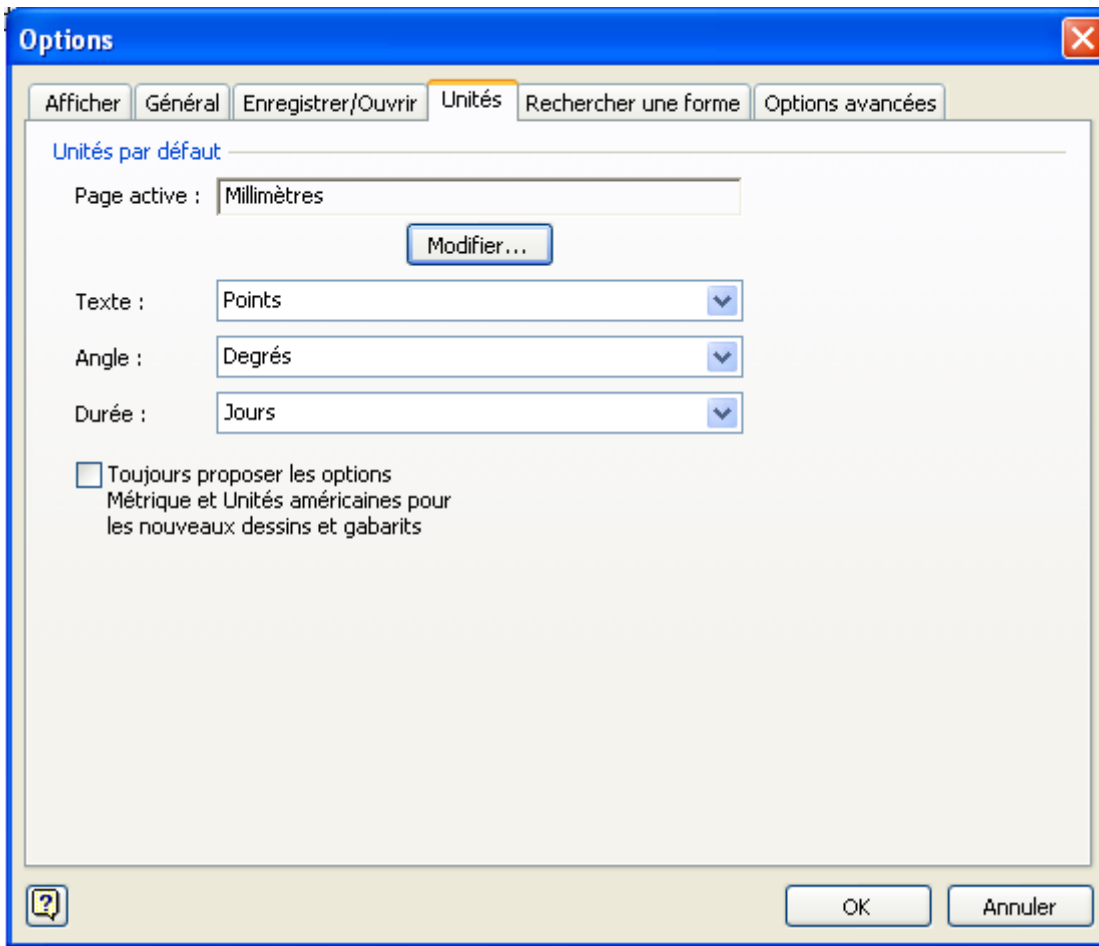 Options
Afficher Général Enregistrer/Ouvrir Unités Rechercher une forme Options avancées
Unités par défaut
Page active : Millimètres
Modifier...
Texte : Points
Angle : Degrés
Durée : Jours
Toujours proposer les options
Métrique et Unités américaines pour
les nouveaux dessins et gabarits
OK Annuler